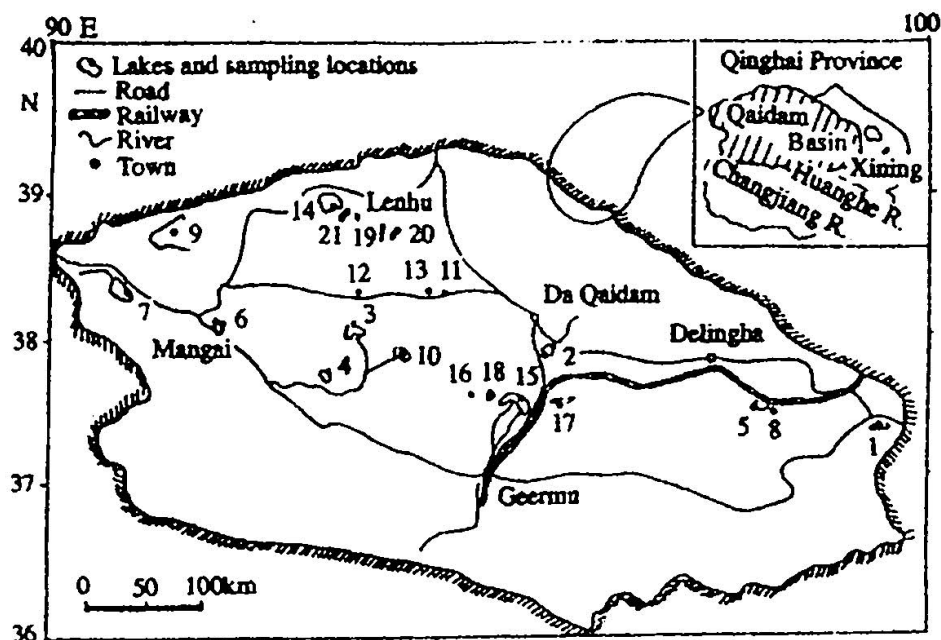 90 E
100
40
N
39
38
37
36
Lakes and sampling locations
Road
Railway
River
Town
Qinghai Province
Qaidam
Basin
Xining
Huanghe R.
Changjiang R.
14
Lenhu
21 19 20
9
12 13 11
7
6
3
Da Qaidam
Mangai
4
10
2
Delingha
16 18 15
17
5 8
1
Geermu
0 50 100km